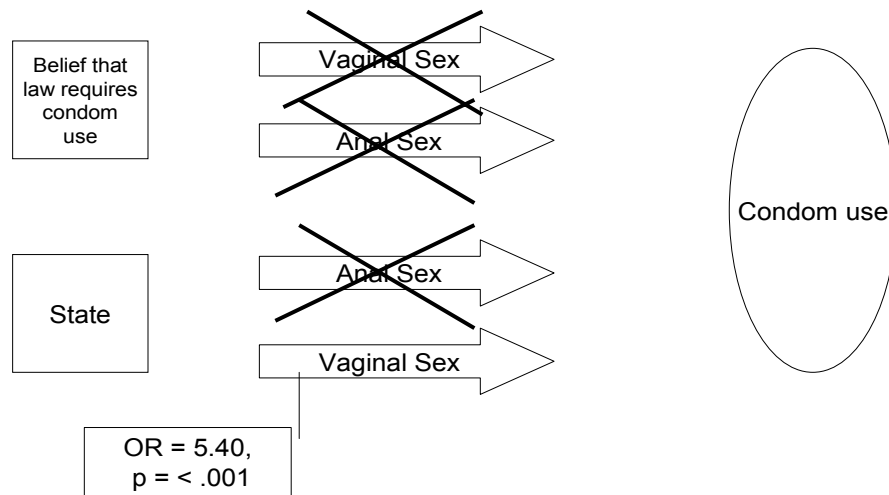 Belief that
law requires
condom
use
Vaginal Sex
Anal Sex
Condom use
State
Anal Sex
Vaginal Sex
OR = 5.40,
p = < .001